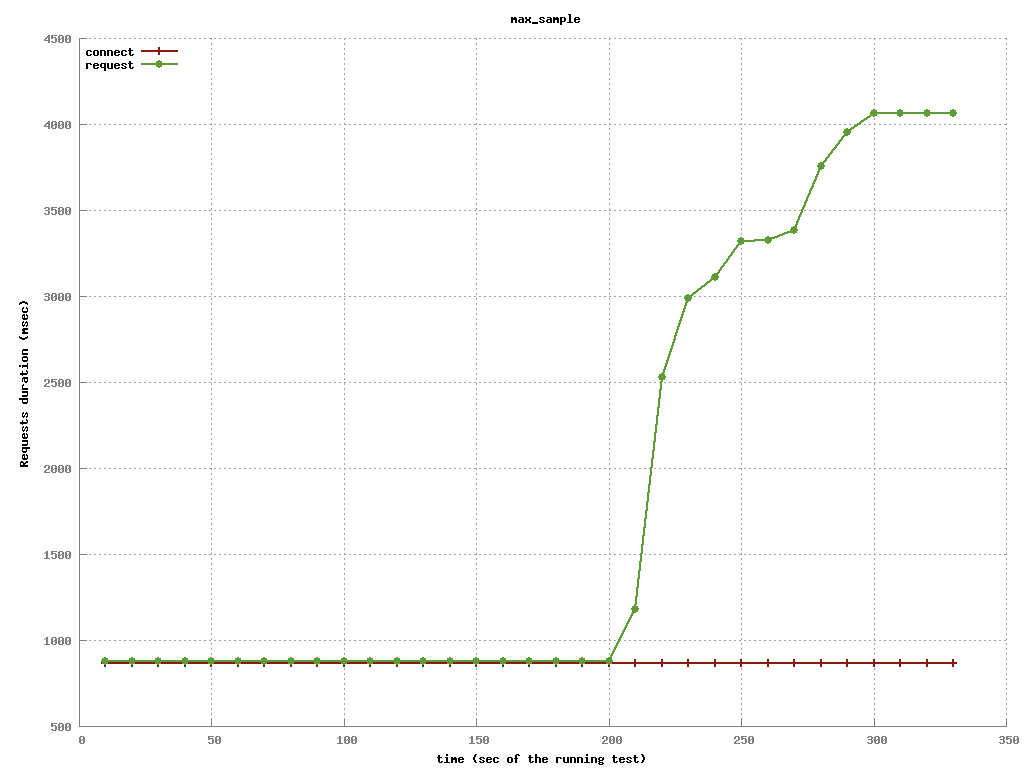 max_sample
connect
request
4500
4000
3500
3000
2500
2000
1500
1000
500
Requests duration (msec)
0 50 100 150 200 250 300 350
time (sec of the running test)